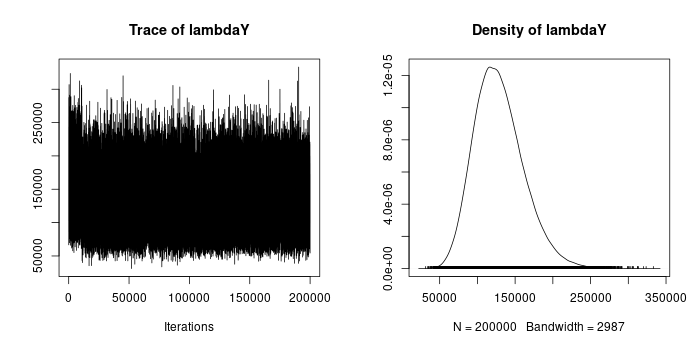 Trace of lambdaY
50000
150000
250000
0
50000
100000
150000
200000
Iterations
Density of lambdaY
0.0e+00
4.0e-06
8.0e-06
1.2e-05
50000
150000
250000
350000
N = 200000 Bandwidth = 2987